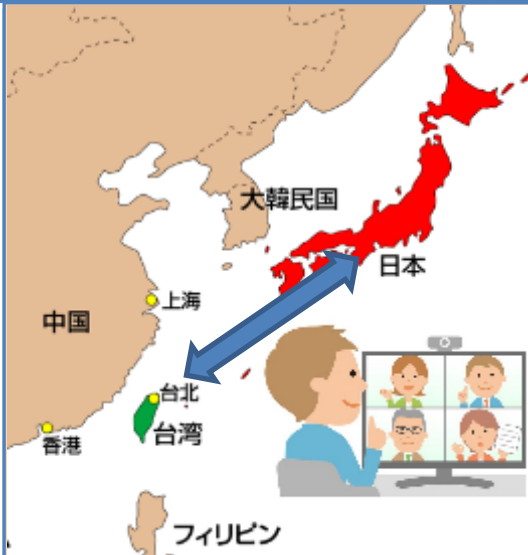 大韓民国
日本
上海
中国
台北
台湾
香港
フィリピン